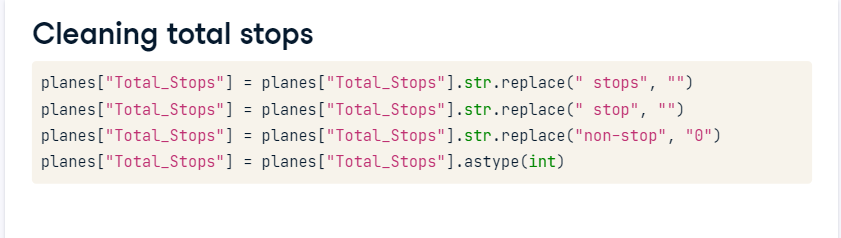 Cleaning total stops
planes["Total_Stops"] = planes["Total_Stops"].str.replace(" stops", "")
planes["Total_Stops"] = planes["Total_Stops"].str.replace(" stop", "")
planes["Total_Stops"] = planes["Total_Stops"].str.replace("non-stop", "0")
planes["Total_Stops"] = planes["Total_Stops"].astype(int)